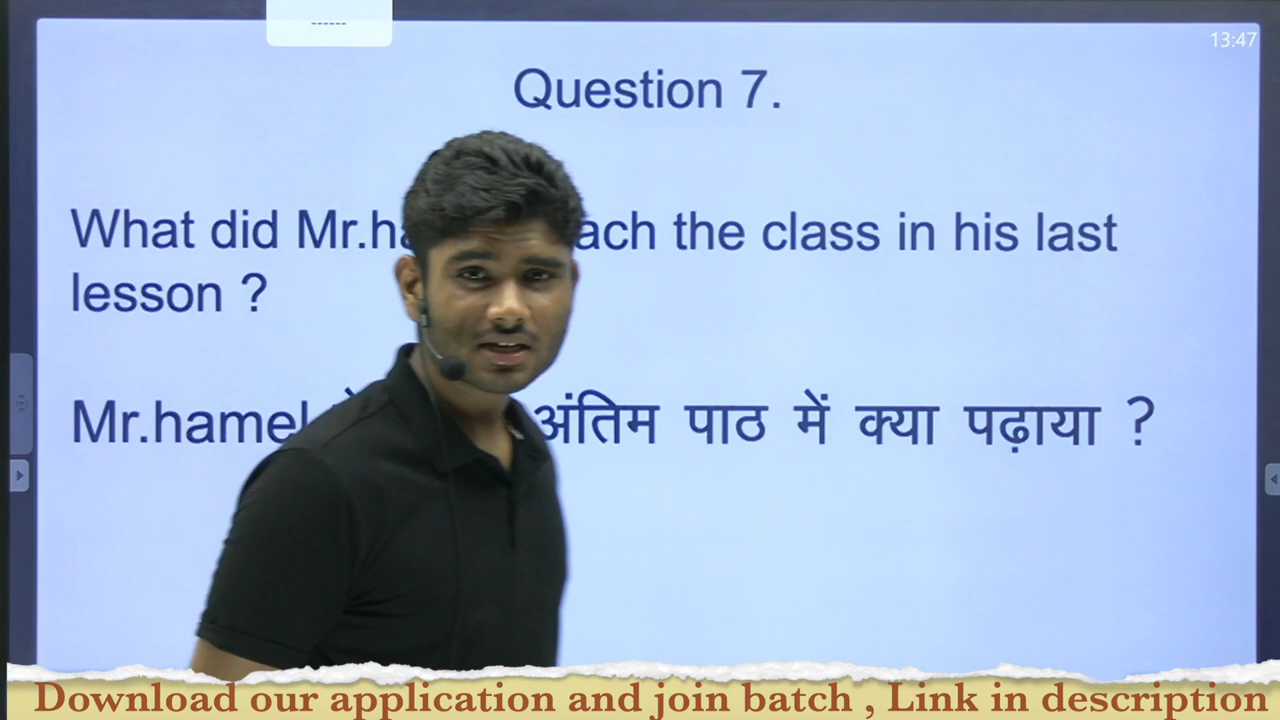 ------
13:47
Question 7.
What did Mr.ha ach the class in his last
lesson ?
Mr.hamel अंतिम पाठ में क्या पढ़ाया ?
Download our application and join batch , Link in description